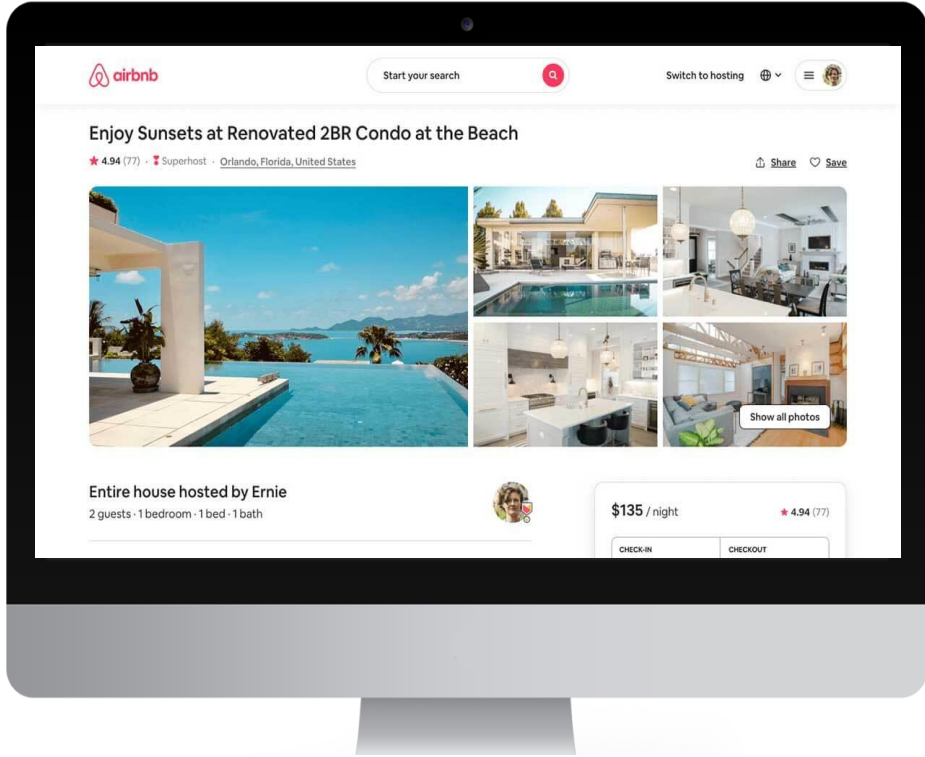 airbnb
Start your search
Switch to hosting
Enjoy Sunsets at Renovated 2BR Condo at the Beach
4.94 (77) · Superhost · Orlando, Florida, United States
Share Save
Show all photos
Entire house hosted by Ernie
2 guests · 1 bedroom · 1 bed · 1 bath
$135 / night
4.94 (77)
CHECK-IN
CHECKOUT